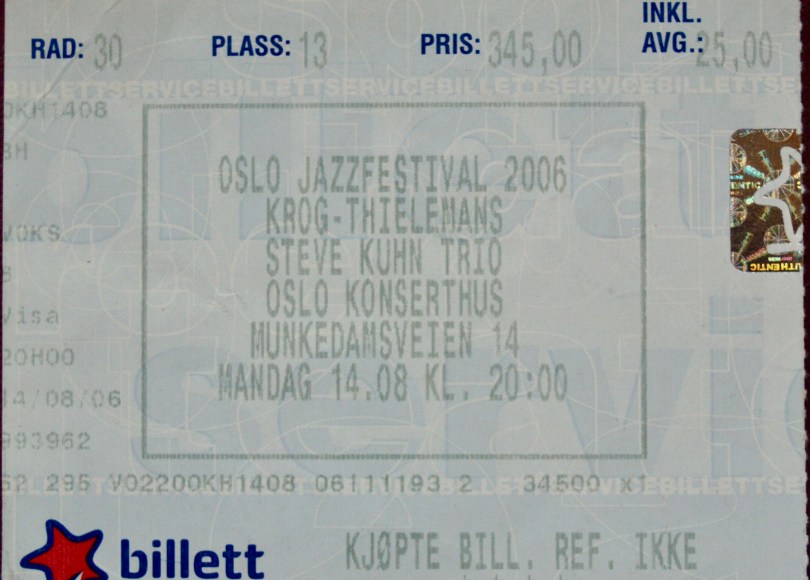 RAD: 30 PLASS: 13 PRIS: 345,00 INKL. AVG.: 25,00
BILLETTSERVICEBILLETTSERVICEBILLETTSERVICEBILLETTSE
OKH1408
OSLO JAZZFESTIVAL 2006
KROG-THIELEMANS
VOKS
STEVE KUHN TRIO
OSLO KONSERTHUS
Visa
MUNKEDAMSVEIEN 14
20H00
MANDAG 14.08 KL. 20:00
14/08/06
993962
295 V02200KH1408 06111193 2 34500 x1
billett
KJØPTE BILL. REF. IKKE